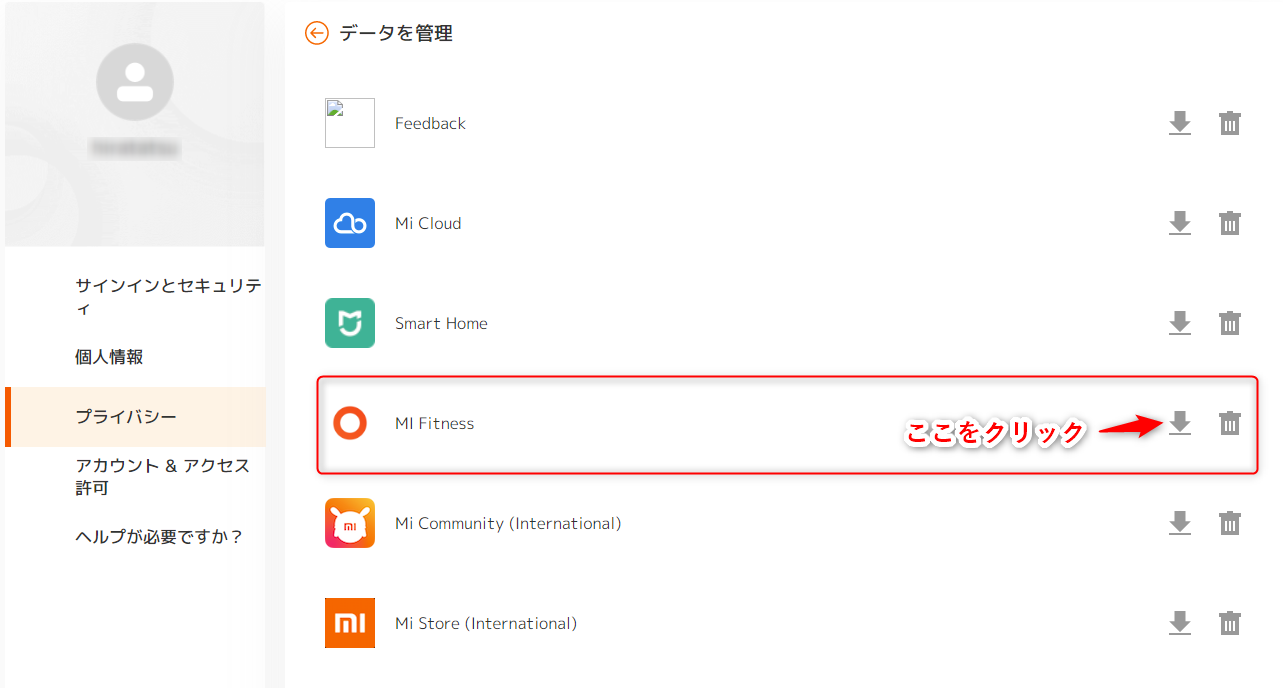 データを管理
サインインとセキュリテ
ィ
個人情報
プライバシー
アカウント & アクセス
許可
ヘルプが必要ですか？
Feedback
Mi Cloud
Smart Home
MI Fitness
ここをクリック
Mi Community (International)
mi
Mi Store (International)
mi